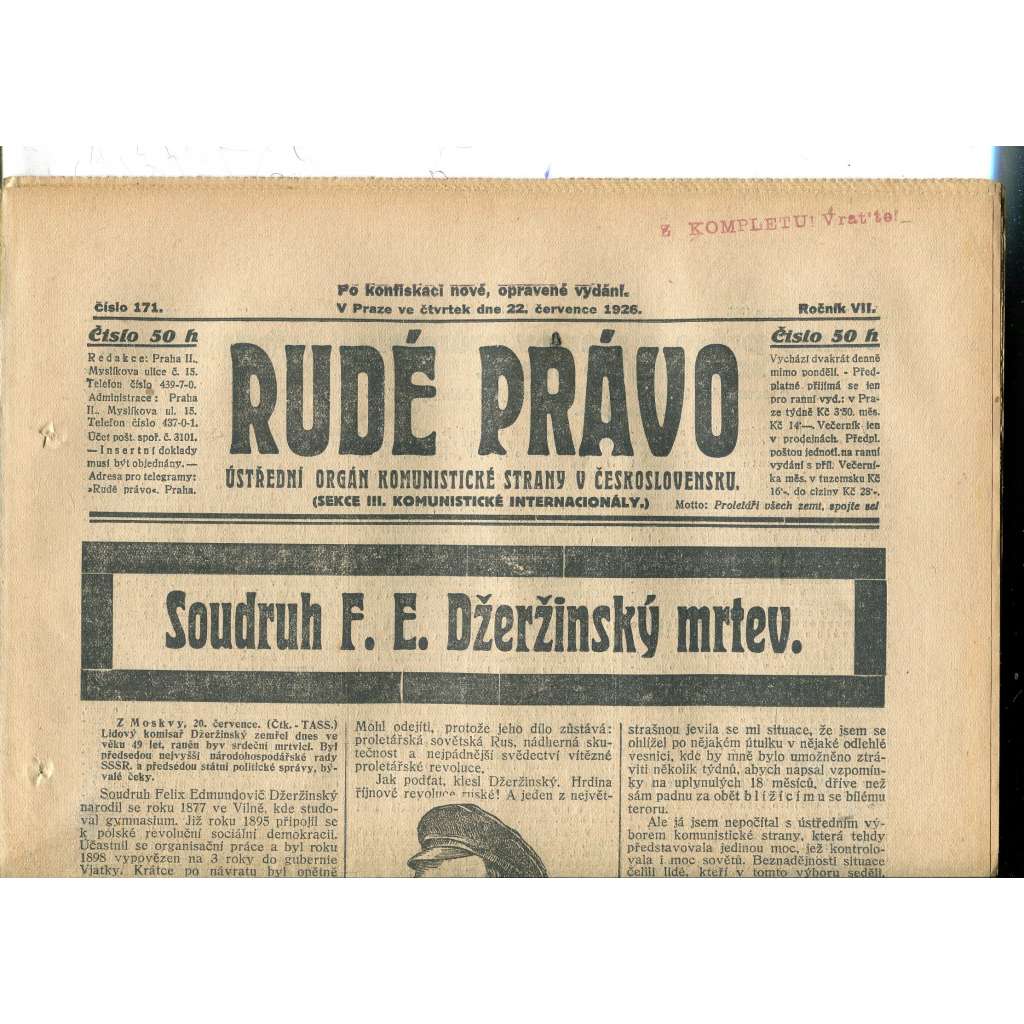 Z KOMPLETU! Vrat'te!
Po konfiskaci nové, opravené vydání.
číslo 171.
V Praze ve čtvrtek dne 22. července 1926.
Ročník VII.
Číslo 50 h
Redakce: Praha II.,
Myslíkova ulice č. 15.
Telefon číslo 439-7-0.
Administrace: Praha
II., Myslíkova ul. 15.
Telefon číslo 437-0-1.
Účet pošt. spoř. č. 3101.
—Insertní doklady
musí být objednány.—
Adresa pro telegramy:
»Rudé právo«. Praha.
RUDÉ PRÁVO
ÚSTŘEDNÍ ORGÁN KOMUNISTICKÉ STRANY V ČESKOSLOVENSKU.
(SEKCE III. KOMUNISTICKÉ INTERNACIONÁLY.)
Číslo 50 h
Vychází dvakrát denně
mimo pondělí. - Před-
platné přijímá se jen
pro ranní vyd.: v Pra-
ze týdně Kč 3·50. měs.
Kč 14·—. Večerník jen
v prodejnách. Předpl.
poštou jednotl. na ranní
vydání s příl. Večerní-
ka měs. v tuzemsku Kč
16·-, do ciziny Kč 28·-.
Motto: Proletáři všech zemí, spojte se!
Soudruh F. E. Džeržinský mrtev.
Z Moskvy, 20. července. (Čtk. - TASS.)
Lidový komisař Džeržinský zemřel dnes ve
věku 49 let, raněn byv srdeční mrtvicí. Byl
předsedou nejvyšší národohospodářské rady
SSSR. a předsedou státní politické správy, bý-
valé čeky.
Soudruh Felix Edmundovič Džeržinský
narodil se roku 1877 ve Vilně, kde studo-
val gymnasium. Již roku 1895 připojil se
k polské revoluční sociální demokracii.
Účastnil se organisační práce a byl roku
1898 vypovězen na 3 roky do gubernie
Vjatky. Krátce po návratu byl opětně
Mohl odejíti, protože jeho dílo zůstává:
proletářská sovětská Rus, nádherná sku-
tečnost a nejpádnější svědectví vítězné
proletářské revoluce.
Jak podťat, klesl Džeržinský. Hrdina
říjnové revoluce ruské! A jeden z největ-
strašnou jevila se mi situace, že jsem se
ohlížel po nějakém útulku v nějaké odlehlé
vesnici, kde by mně bylo umožněno ztrá-
viti několik týdnů, abych napsal vzpomín-
ky na uplynulých 18 měsíců, dříve než
sám padnu za oběť blížícímu se bílému
teroru.
Ale já jsem nepočítal s ústředním vý-
borem komunistické strany, která tehdy
představovala jedinou moc, jež kontrolo-
vala i moc sovětů. Beznadějnosti situace
čelili lidé, kteří v tomto výboru seděli,